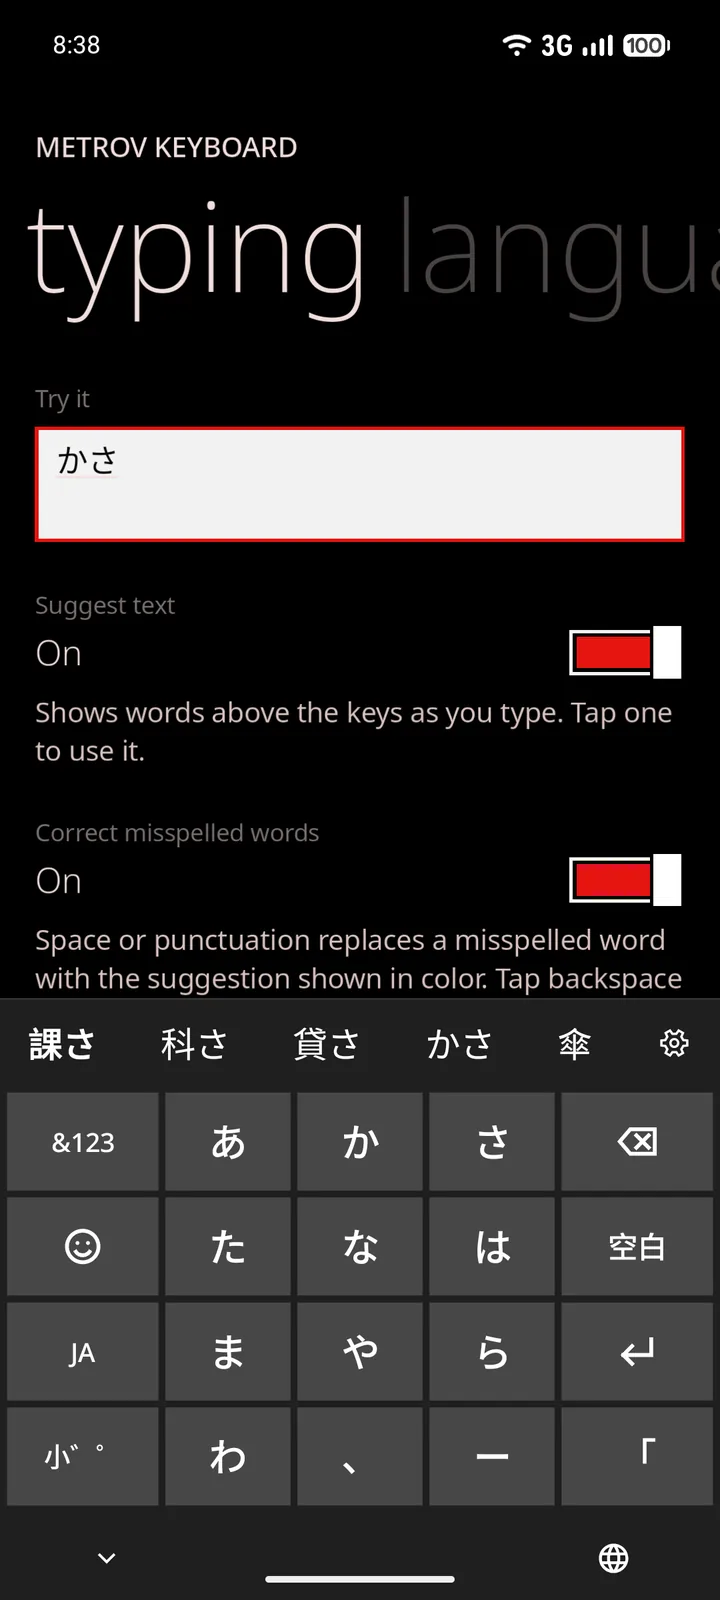 8:38
3G
100
METROV KEYBOARD
typing langua
Try it
かさ
Suggest text
On
Shows words above the keys as you type. Tap one
to use it.
Correct misspelled words
On
Space or punctuation replaces a misspelled word
with the suggestion shown in color. Tap backspace
課さ 科さ 貸さ かさ 傘
&123 あ か さ
た な は 空白
JA ま や ら
小゛゜ わ 、 ー 「